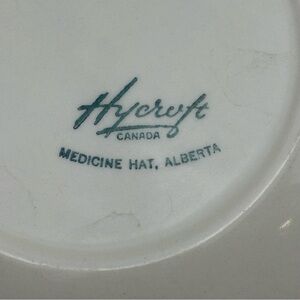 Hycroft
CANADA
MEDICINE HAT, ALBERTA